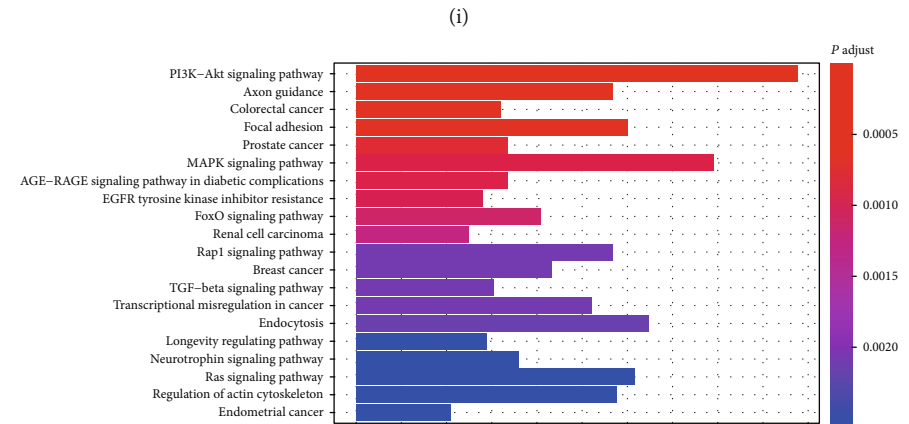 (i)
P adjust
PI3K−Akt signaling pathway
Axon guidance
Colorectal cancer
Focal adhesion
Prostate cancer
MAPK signaling pathway
AGE−RAGE signaling pathway in diabetic complications
EGFR tyrosine kinase inhibitor resistance
FoxO signaling pathway
Renal cell carcinoma
Rap1 signaling pathway
Breast cancer
TGF−beta signaling pathway
Transcriptional misregulation in cancer
Endocytosis
Longevity regulating pathway
Neurotrophin signaling pathway
Ras signaling pathway
Regulation of actin cytoskeleton
Endometrial cancer
0.0005
0.0010
0.0015
0.0020